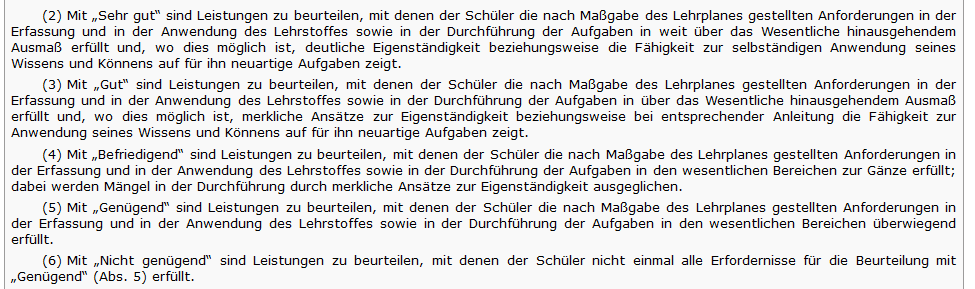 (2) Mit „Sehr gut“ sind Leistungen zu beurteilen, mit denen der Schüler die nach Maßgabe des Lehrplanes gestellten Anforderungen in der
Erfassung und in der Anwendung des Lehrstoffes sowie in der Durchführung der Aufgaben in weit über das Wesentliche hinausgehendem
Ausmaß erfüllt und, wo dies möglich ist, deutliche Eigenständigkeit beziehungsweise die Fähigkeit zur selbständigen Anwendung seines
Wissens und Könnens auf für ihn neuartige Aufgaben zeigt.
(3) Mit „Gut“ sind Leistungen zu beurteilen, mit denen der Schüler die nach Maßgabe des Lehrplanes gestellten Anforderungen in der
Erfassung und in der Anwendung des Lehrstoffes sowie in der Durchführung der Aufgaben in über das Wesentliche hinausgehendem Ausmaß
erfüllt und, wo dies möglich ist, merkliche Ansätze zur Eigenständigkeit beziehungsweise bei entsprechender Anleitung die Fähigkeit zur
Anwendung seines Wissens und Könnens auf für ihn neuartige Aufgaben zeigt.
(4) Mit „Befriedigend“ sind Leistungen zu beurteilen, mit denen der Schüler die nach Maßgabe des Lehrplanes gestellten Anforderungen in
der Erfassung und in der Anwendung des Lehrstoffes sowie in der Durchführung der Aufgaben in den wesentlichen Bereichen zur Gänze erfüllt;
dabei werden Mängel in der Durchführung durch merkliche Ansätze zur Eigenständigkeit ausgeglichen.
(5) Mit „Genügend“ sind Leistungen zu beurteilen, mit denen der Schüler die nach Maßgabe des Lehrplanes gestellten Anforderungen in
der Erfassung und in der Anwendung des Lehrstoffes sowie in der Durchführung der Aufgaben in den wesentlichen Bereichen überwiegend
erfüllt.
(6) Mit „Nicht genügend“ sind Leistungen zu beurteilen, mit denen der Schüler nicht einmal alle Erfordernisse für die Beurteilung mit
„Genügend“ (Abs. 5) erfüllt.